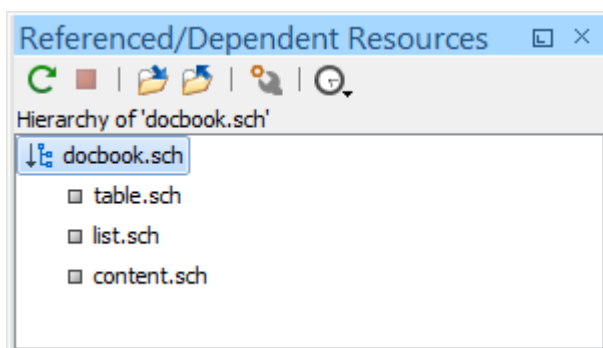 Referenced/Dependent Resources
Hierarchy of 'docbook.sch'
docbook.sch
table.sch
list.sch
content.sch